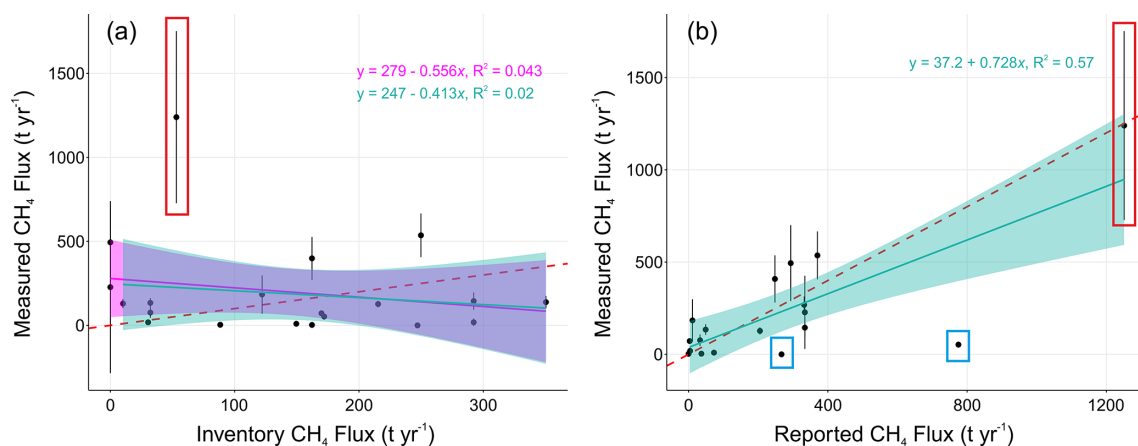 (a)
y = 279 - 0.556x, R² = 0.043
y = 247 - 0.413x, R² = 0.02
1500
1000
500
0
0
100
200
300
Measured CH₄ Flux (t yr⁻¹)
Inventory CH₄ Flux (t yr⁻¹)
(b)
y = 37.2 + 0.728x, R² = 0.57
1500
1000
500
0
0
400
800
1200
Measured CH₄ Flux (t yr⁻¹)
Reported CH₄ Flux (t yr⁻¹)